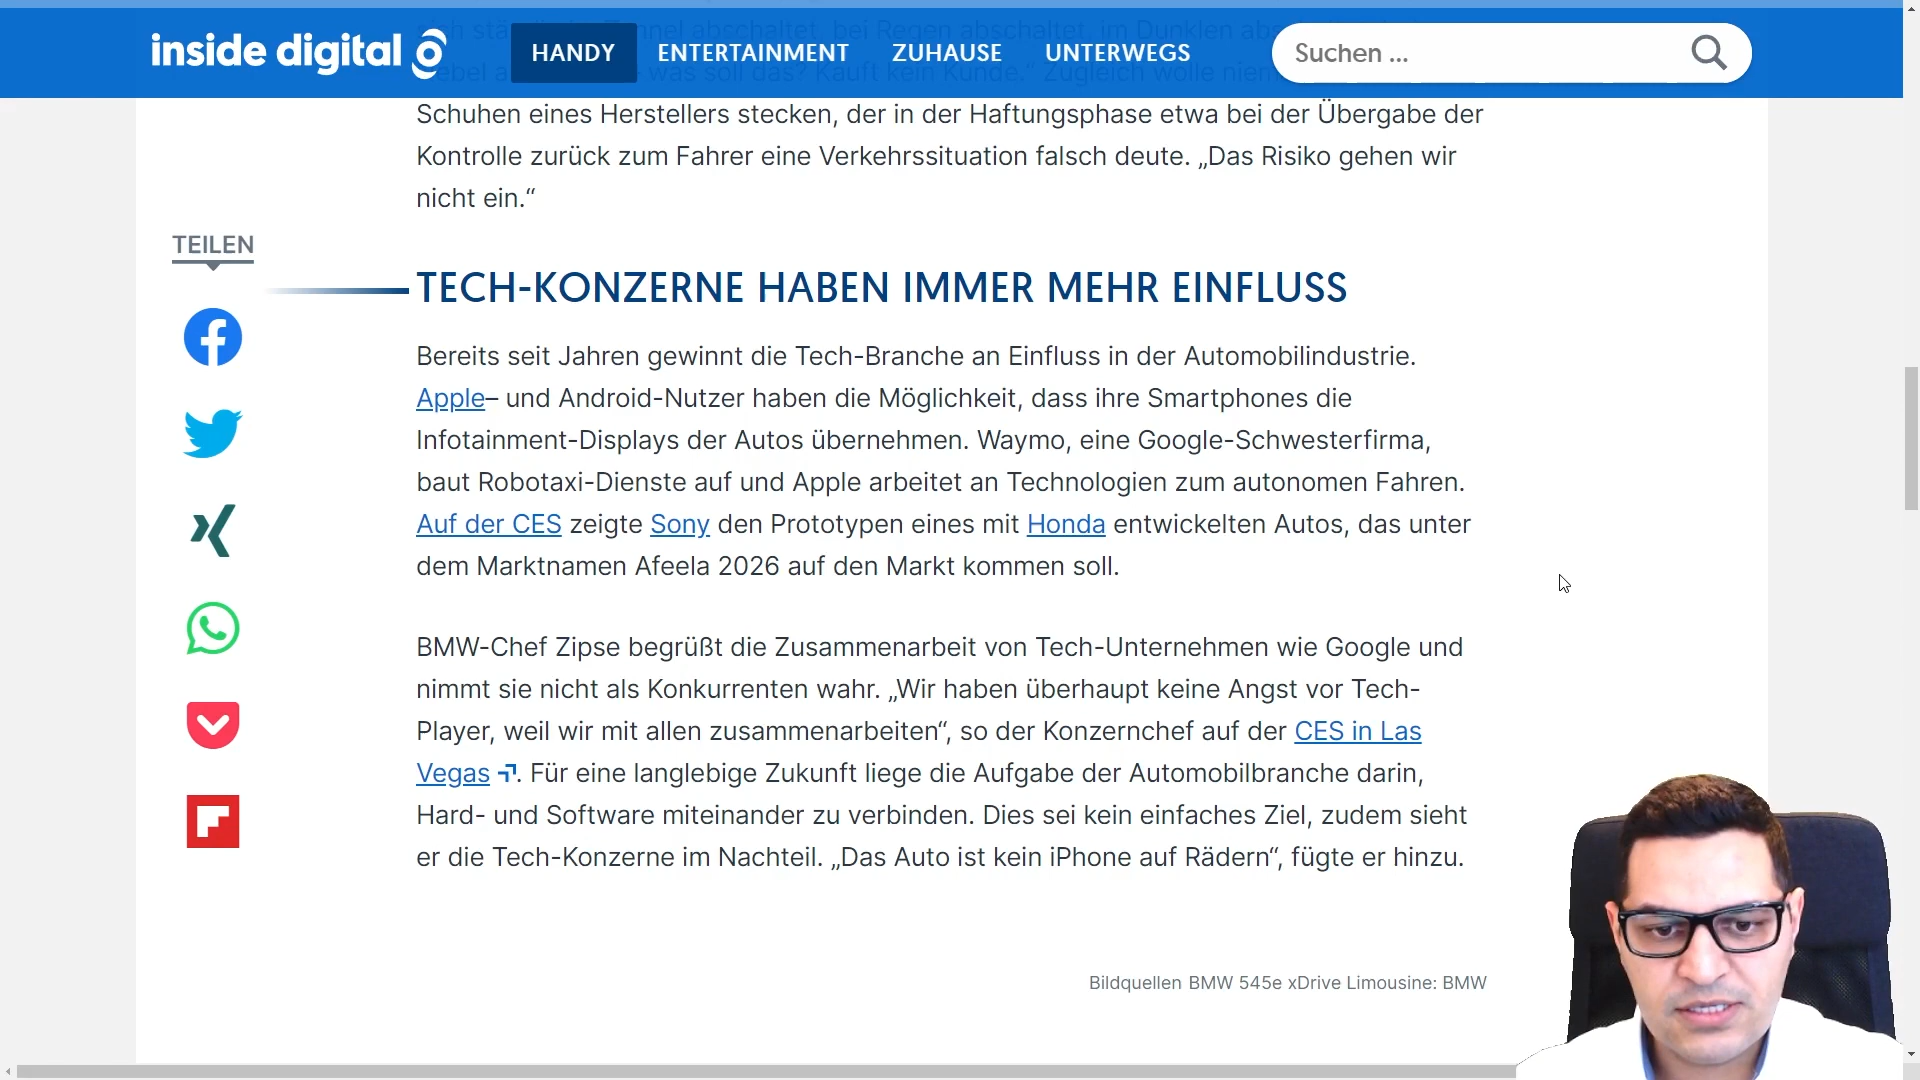 inside digital
HANDY
ENTERTAINMENT
ZUHAUSE
UNTERWEGS
Suchen ...
Schuhen eines Herstellers stecken, der in der Haftungsphase etwa bei der Übergabe der
Kontrolle zurück zum Fahrer eine Verkehrssituation falsch deute. „Das Risiko gehen wir
nicht ein.“
TEILEN
TECH-KONZERNE HABEN IMMER MEHR EINFLUSS
Bereits seit Jahren gewinnt die Tech-Branche an Einfluss in der Automobilindustrie.
Apple– und Android-Nutzer haben die Möglichkeit, dass ihre Smartphones die
Infotainment-Displays der Autos übernehmen. Waymo, eine Google-Schwesterfirma,
baut Robotaxi-Dienste auf und Apple arbeitet an Technologien zum autonomen Fahren.
Auf der CES zeigte Sony den Prototypen eines mit Honda entwickelten Autos, das unter
dem Marktnamen Afeela 2026 auf den Markt kommen soll.
BMW-Chef Zipse begrüßt die Zusammenarbeit von Tech-Unternehmen wie Google und
nimmt sie nicht als Konkurrenten wahr. „Wir haben überhaupt keine Angst vor Tech-
Player, weil wir mit allen zusammenarbeiten“, so der Konzernchef auf der CES in Las
Vegas. Für eine langlebige Zukunft liege die Aufgabe der Automobilbranche darin,
Hard- und Software miteinander zu verbinden. Dies sei kein einfaches Ziel, zudem sieht
er die Tech-Konzerne im Nachteil. „Das Auto ist kein iPhone auf Rädern“, fügte er hinzu.
Bildquellen BMW 545e xDrive Limousine: BMW